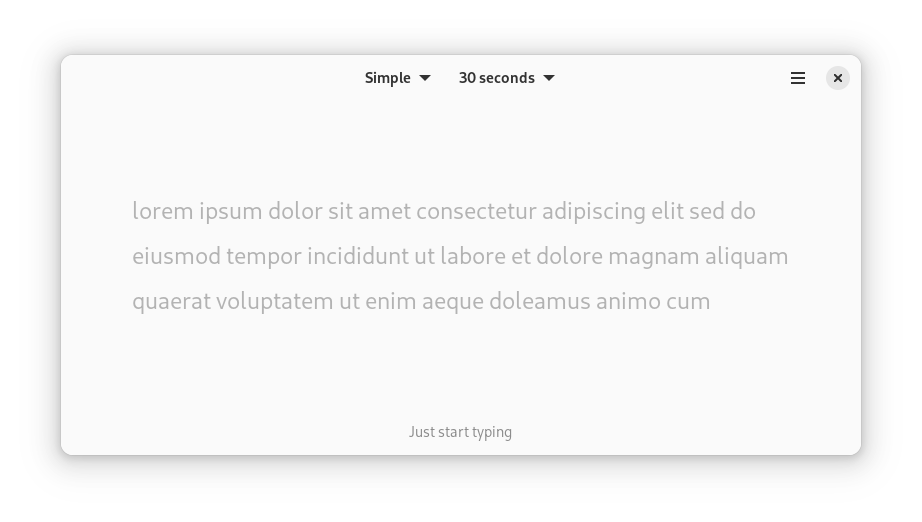 Simple
30 seconds
lorem ipsum dolor sit amet consectetur adipiscing elit sed do
eiusmod tempor incididunt ut labore et dolore magnam aliquam
quaerat voluptatem ut enim aeque doleamus animo cum
Just start typing